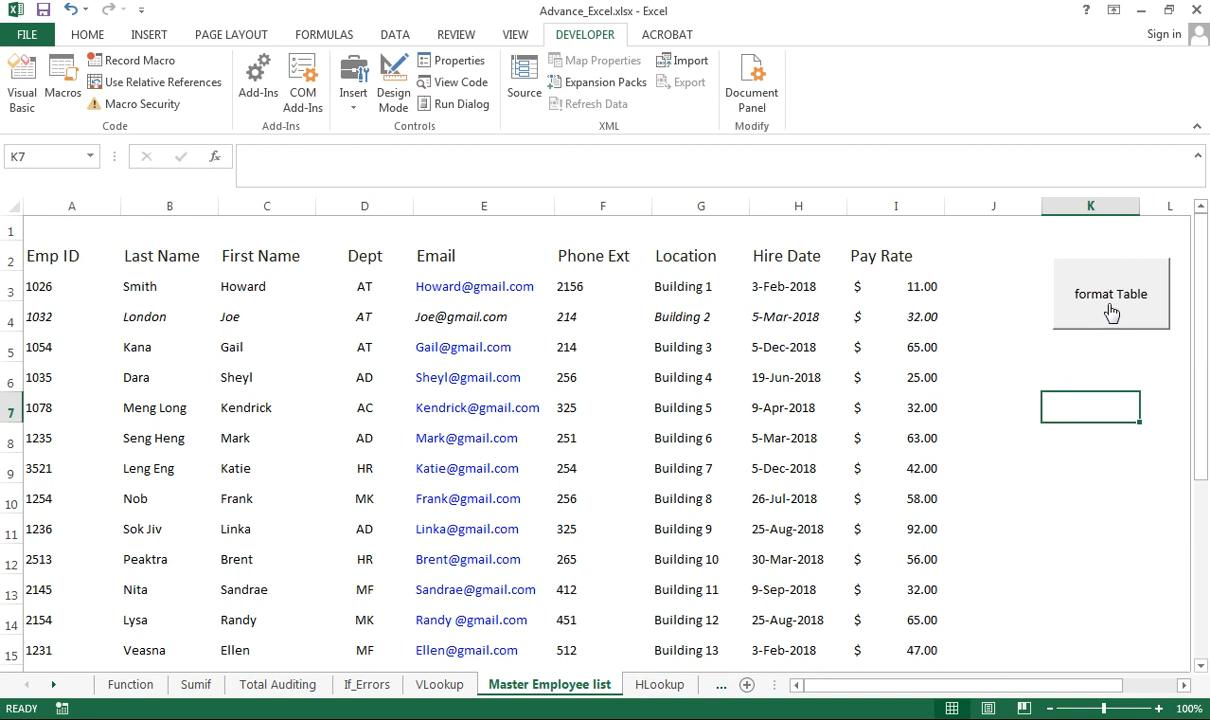 Advance_Excel.xlsx - Excel
?
FILE HOME INSERT PAGE LAYOUT FORMULAS DATA REVIEW VIEW DEVELOPER ACROBAT Sign in
Visual Basic
Macros
Record Macro
Use Relative References
Macro Security
Code
Add-Ins
COM Add-Ins
Add-Ins
Insert
Design Mode
Properties
View Code
Run Dialog
Controls
Source
Map Properties
Expansion Packs
Refresh Data
Import
Export
XML
Document Panel
Modify
K7 fx
A B C D E F G H I J K L
1
2 Emp ID Last Name First Name Dept Email Phone Ext Location Hire Date Pay Rate
3 1026 Smith Howard AT Howard@gmail.com 2156 Building 1 3-Feb-2018 $ 11.00
format Table
4 1032 London Joe AT Joe@gmail.com 214 Building 2 5-Mar-2018 $ 32.00
5 1054 Kana Gail AT Gail@gmail.com 214 Building 3 5-Dec-2018 $ 65.00
6 1035 Dara Sheyl AD Sheyl@gmail.com 256 Building 4 19-Jun-2018 $ 25.00
7 1078 Meng Long Kendrick AC Kendrick@gmail.com 325 Building 5 9-Apr-2018 $ 32.00
8 1235 Seng Heng Mark AD Mark@gmail.com 251 Building 6 5-Mar-2018 $ 63.00
9 3521 Leng Eng Katie HR Katie@gmail.com 254 Building 7 5-Dec-2018 $ 42.00
10 1254 Nob Frank MK Frank@gmail.com 256 Building 8 26-Jul-2018 $ 58.00
11 1236 Sok Jiv Linka AD Linka@gmail.com 325 Building 9 25-Aug-2018 $ 92.00
12 2513 Peaktra Brent HR Brent@gmail.com 265 Building 10 30-Mar-2018 $ 56.00
13 2145 Nita Sandrae MF Sandrae@gmail.com 412 Building 11 9-Sep-2018 $ 32.00
14 2154 Lysa Randy MK Randy @gmail.com 451 Building 12 25-Aug-2018 $ 65.00
15 1231 Veasna Ellen MF Ellen@gmail.com 512 Building 13 3-Feb-2018 $ 47.00
Function Sumif Total Auditing If_Errors VLookup Master Employee list HLookup ...
READY 100%